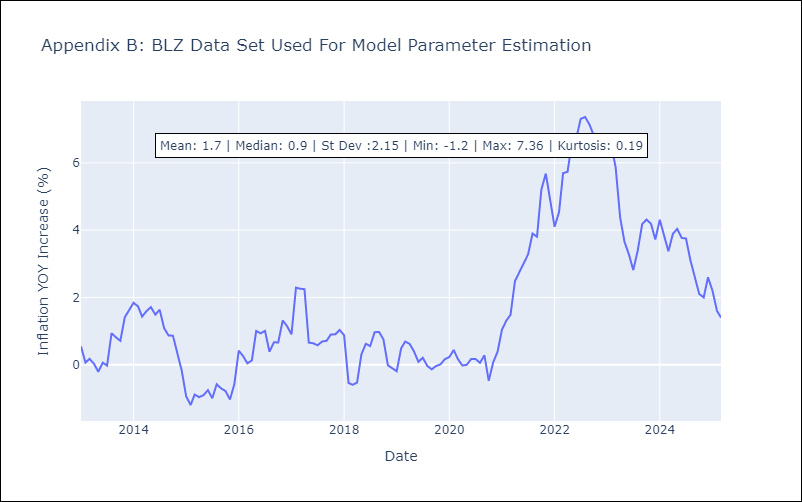 Appendix B: BLZ Data Set Used For Model Parameter Estimation
Mean: 1.7 | Median: 0.9 | St Dev :2.15 | Min: -1.2 | Max: 7.36 | Kurtosis: 0.19
Inflation YOY Increase (%)
6
4
2
0
2014
2016
2018
2020
2022
2024
Date